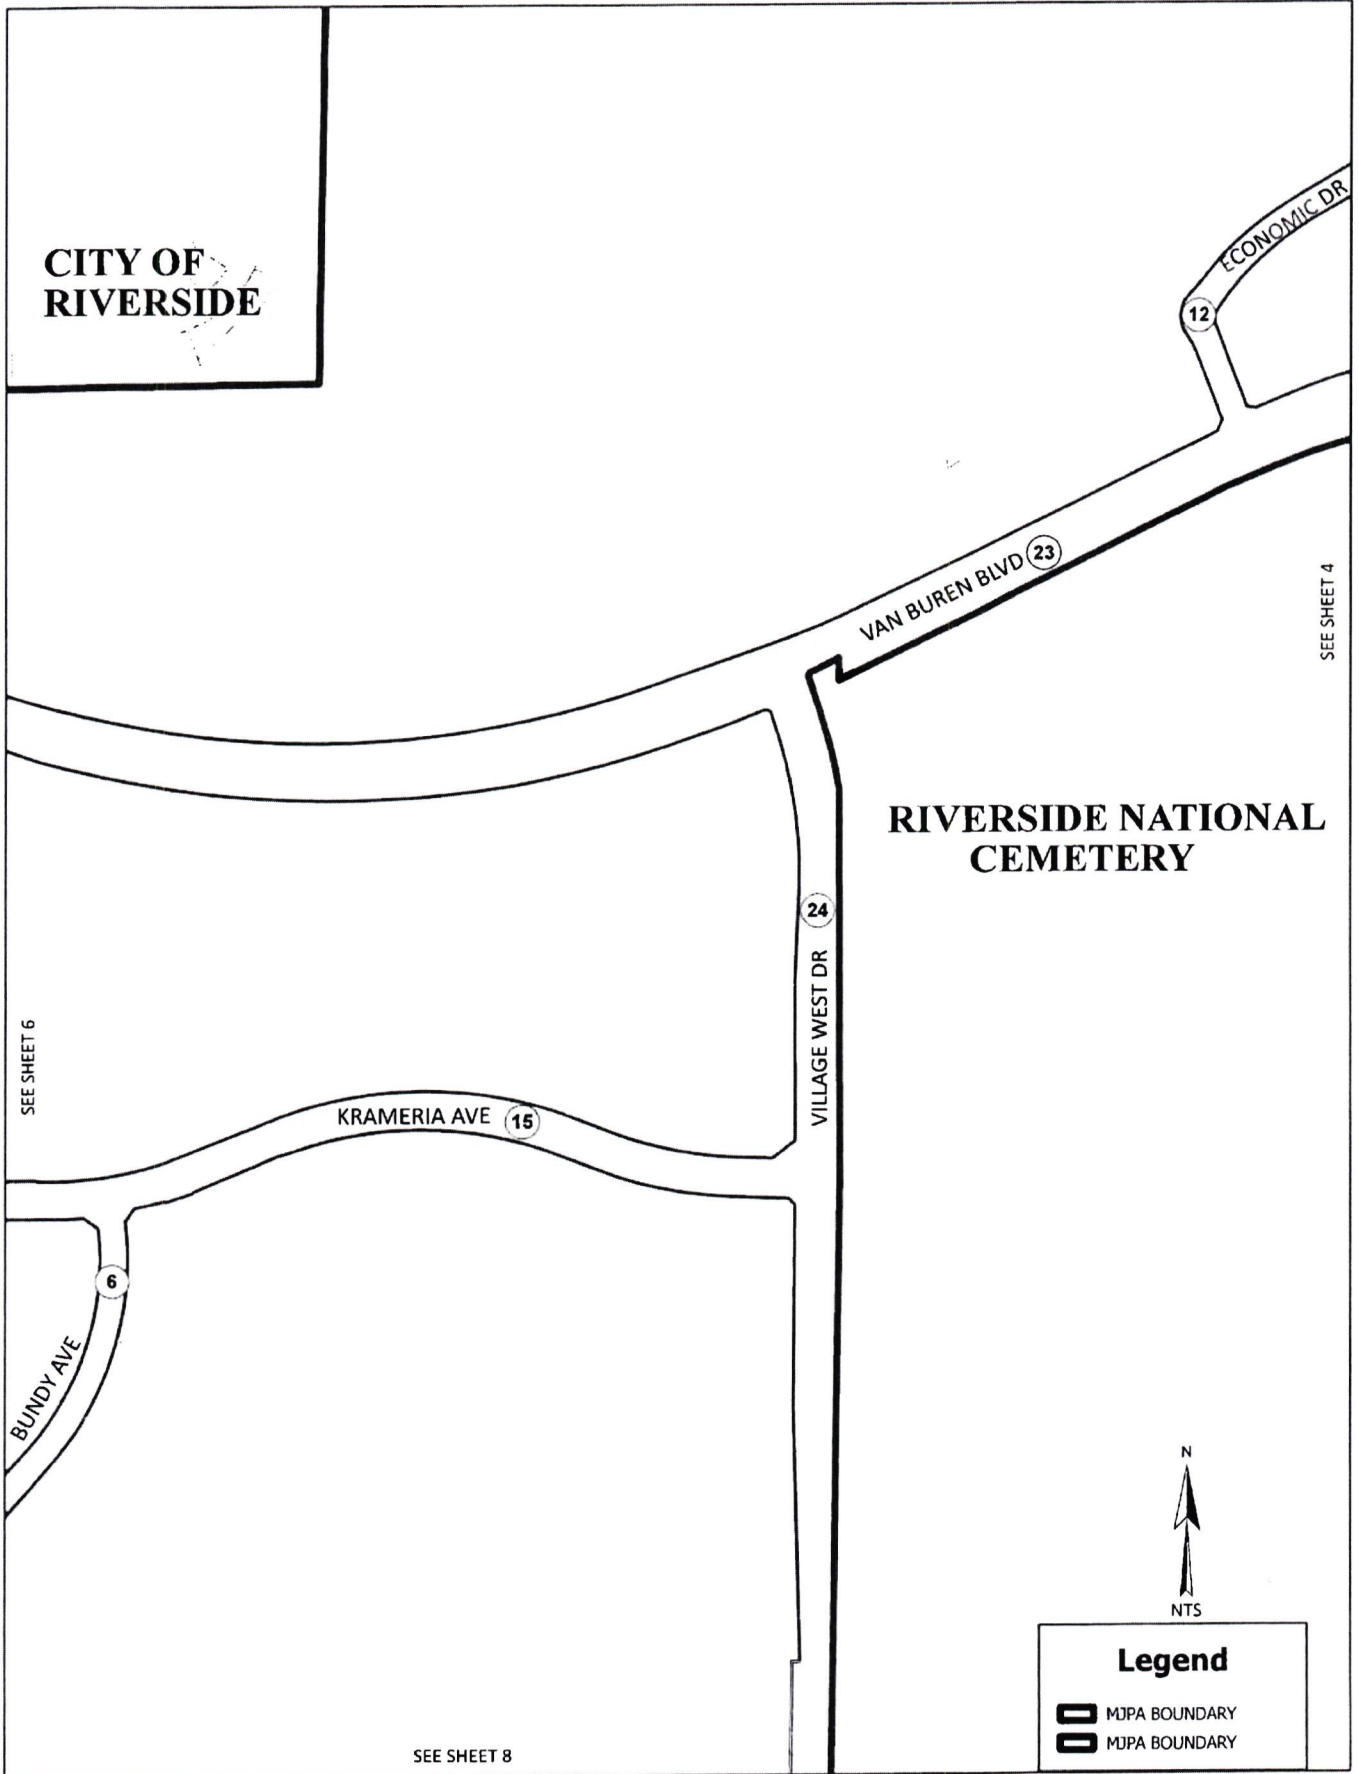 CITY OF
RIVERSIDE
ECONOMIC DR
12
VAN BUREN BLVD 23
SEE SHEET 4
RIVERSIDE NATIONAL
CEMETERY
24
VILLAGE WEST DR
SEE SHEET 6
KRAMERIA AVE 15
6
BUNDY AVE
N
NTS
Legend
MJPA BOUNDARY
MJPA BOUNDARY
SEE SHEET 8